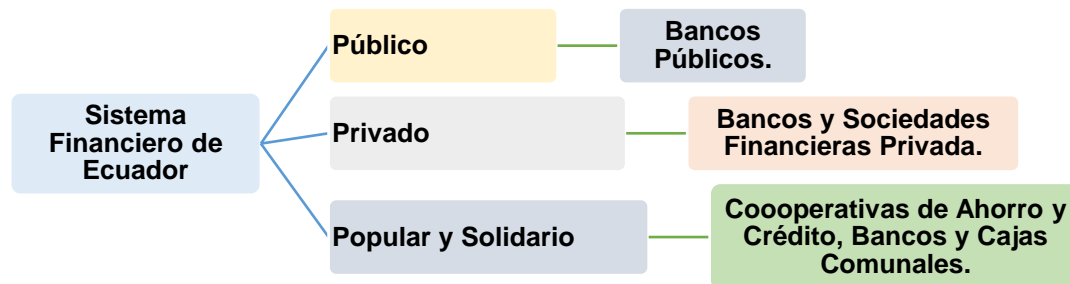 Sistema
Financiero de
Ecuador
Público
Bancos
Públicos.
Privado
Bancos y Sociedades
Financieras Privada.
Popular y Solidario
Coooperativas de Ahorro y
Crédito, Bancos y Cajas
Comunales.